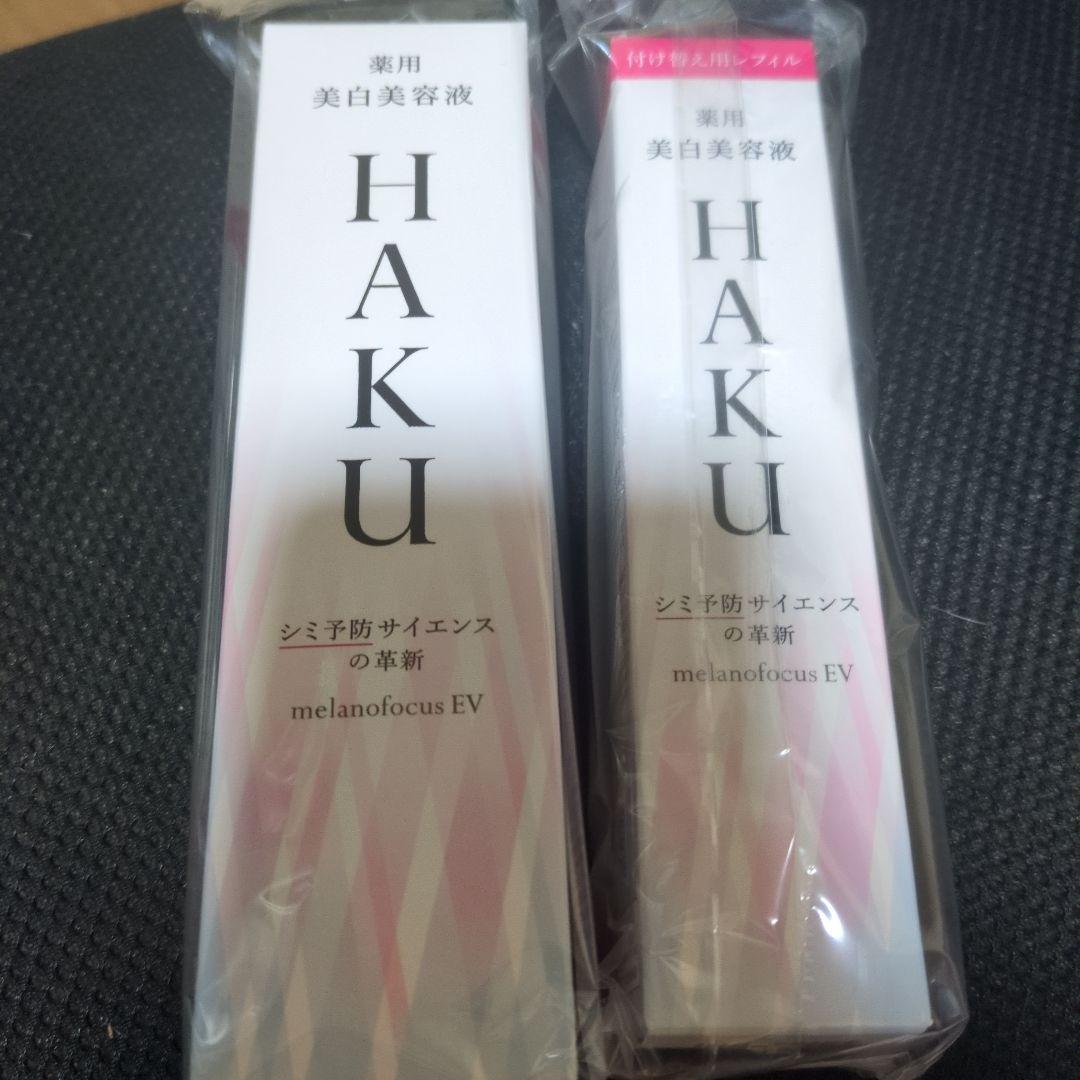 薬用
美白美容液
HAKU
シミ予防サイエンス
の革新
melanofocus EV
付け替え用レフィル
薬用
美白美容液
HAKU
シミ予防サイエンス
の革新
melanofocus EV